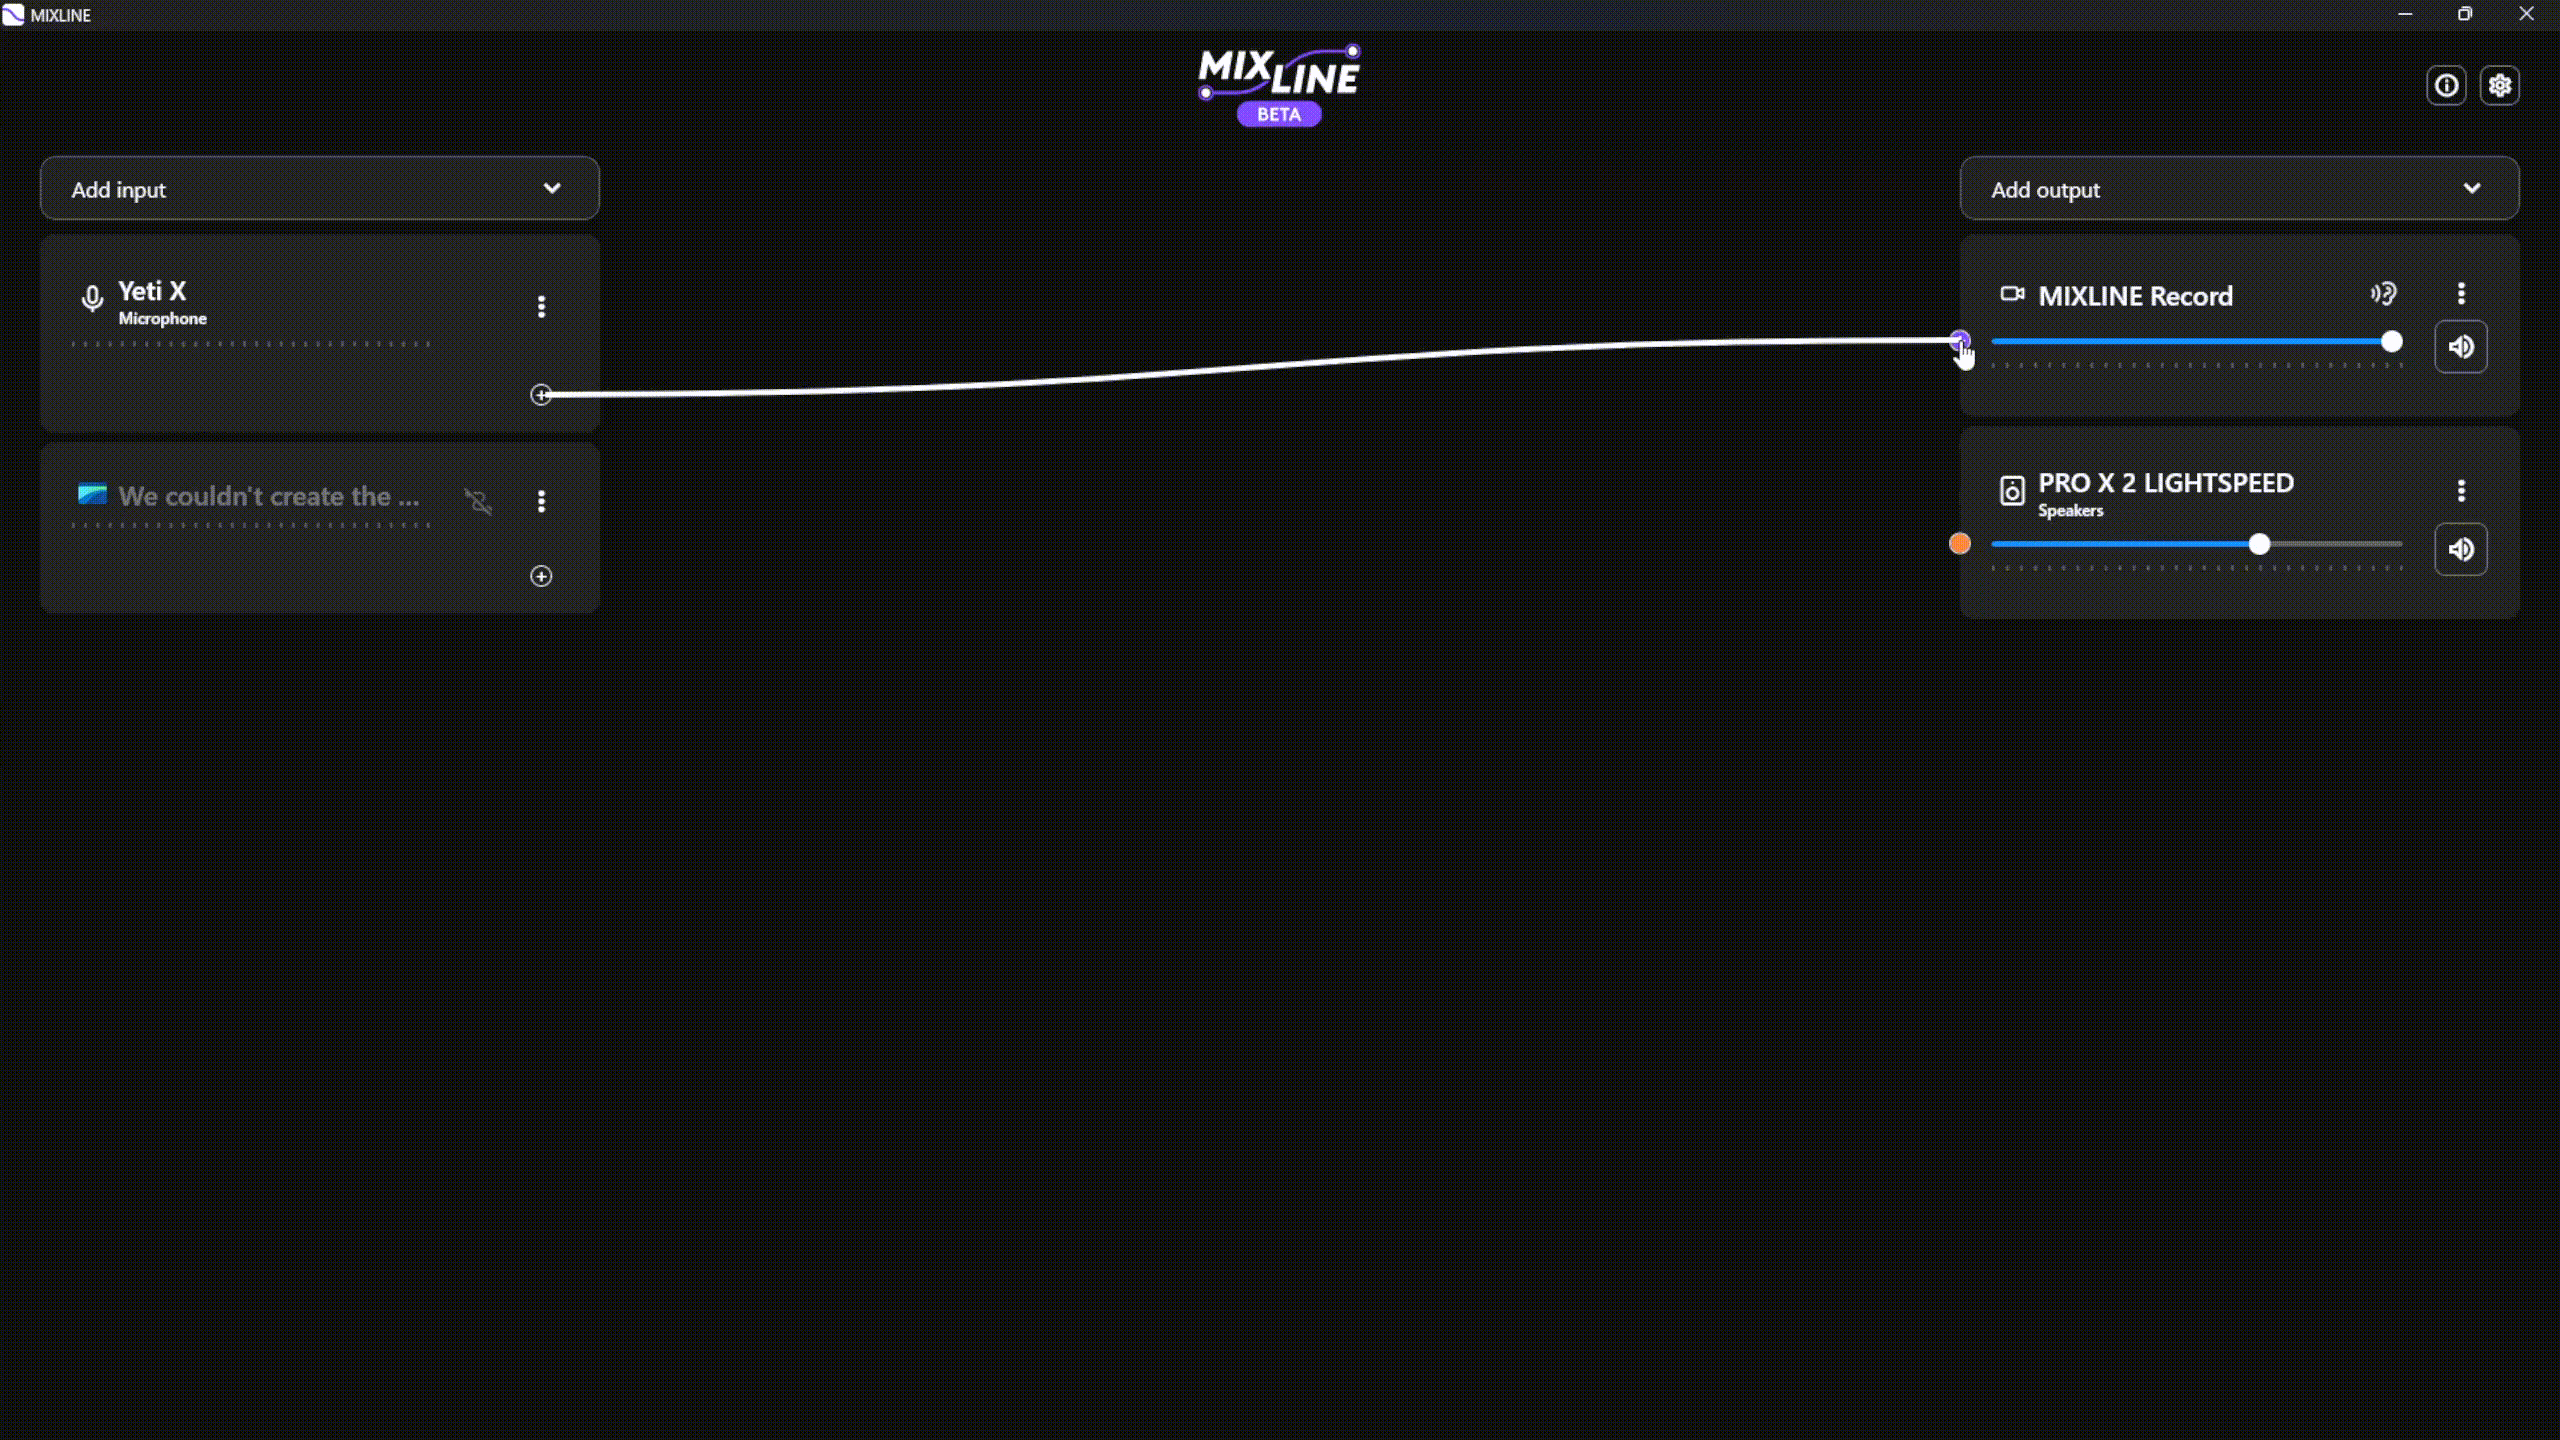 MIXLINE
MIXLINE
BETA
Add input
Yeti X
Microphone
We couldn't create the ...
Add output
MIXLINE Record
PRO X 2 LIGHTSPEED
Speakers